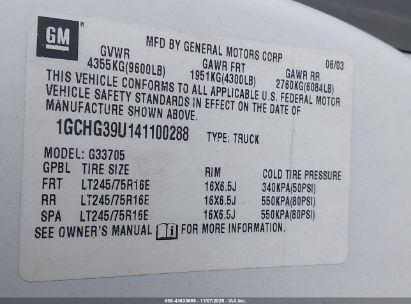 GM
MFD BY GENERAL MOTORS CORP
GVWR GAWR FRT GAWR RR 06/03
4355KG(9600LB) 1951KG(4300LB) 2760KG(6084LB)
THIS VEHICLE CONFORMS TO ALL APPLICABLE U.S. FEDERAL MOTOR
VEHICLE SAFETY STANDARDS IN EFFECT ON THE DATE OF
MANUFACTURE SHOWN ABOVE.
1GCHG39U141100288 TYPE: TRUCK
MODEL: G33705
GPBL TIRE SIZE RIM COLD TIRE PRESSURE
FRT LT245/75R16E 16X6.5J 340KPA(50PSI)
RR LT245/75R16E 16X6.5J 550KPA(80PSI)
SPA LT245/75R16E 16X6.5J 550KPA(80PSI)
SEE OWNER'S MANUAL FOR MORE INFORMATION.